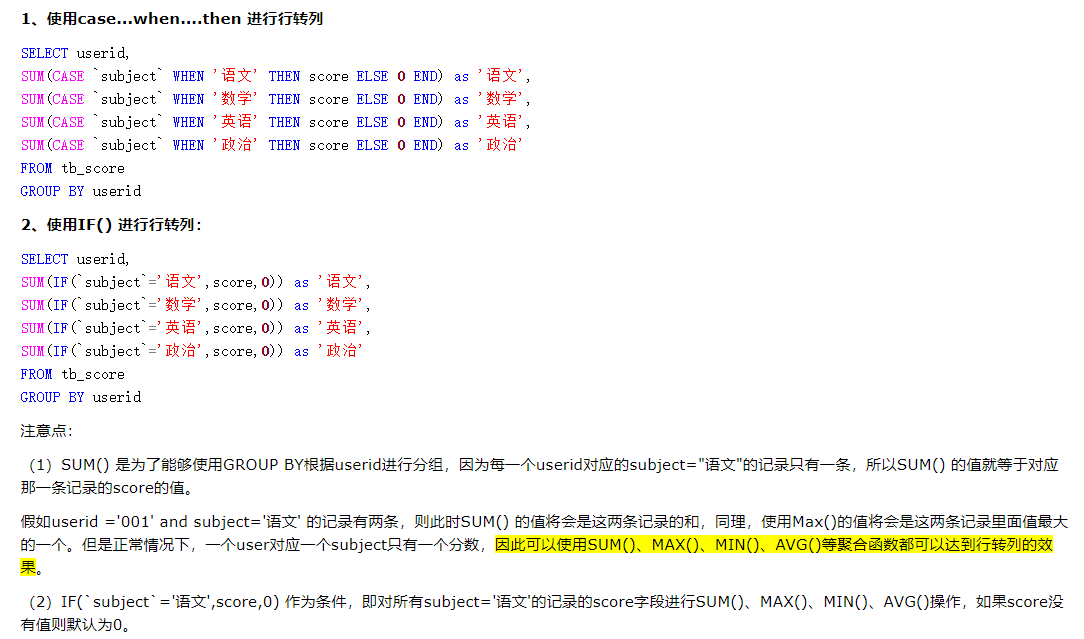 1、使用case...when....then 进行行转列
SELECT userid,
SUM(CASE `subject` WHEN '语文' THEN score ELSE 0 END) as '语文',
SUM(CASE `subject` WHEN '数学' THEN score ELSE 0 END) as '数学',
SUM(CASE `subject` WHEN '英语' THEN score ELSE 0 END) as '英语',
SUM(CASE `subject` WHEN '政治' THEN score ELSE 0 END) as '政治'
FROM tb_score
GROUP BY userid
2、使用IF() 进行行转列：
SELECT userid,
SUM(IF(`subject`='语文',score,0)) as '语文',
SUM(IF(`subject`='数学',score,0)) as '数学',
SUM(IF(`subject`='英语',score,0)) as '英语',
SUM(IF(`subject`='政治',score,0)) as '政治'
FROM tb_score
GROUP BY userid
注意点：
（1）SUM() 是为了能够使用GROUP BY根据userid进行分组，因为每一个userid对应的subject="语文"的记录只有一条，所以SUM() 的值就等于对应
那一条记录的score的值。
假如userid ='001' and subject='语文' 的记录有两条，则此时SUM() 的值将会是这两条记录的和，同理，使用Max()的值将会是这两条记录里面值最大
的一个。但是正常情况下，一个user对应一个subject只有一个分数，因此可以使用SUM()、MAX()、MIN()、AVG()等聚合函数都可以达到行转列的效
果。
（2）IF(`subject`='语文',score,0) 作为条件，即对所有subject='语文'的记录的score字段进行SUM()、MAX()、MIN()、AVG()操作，如果score没
有值则默认为0。